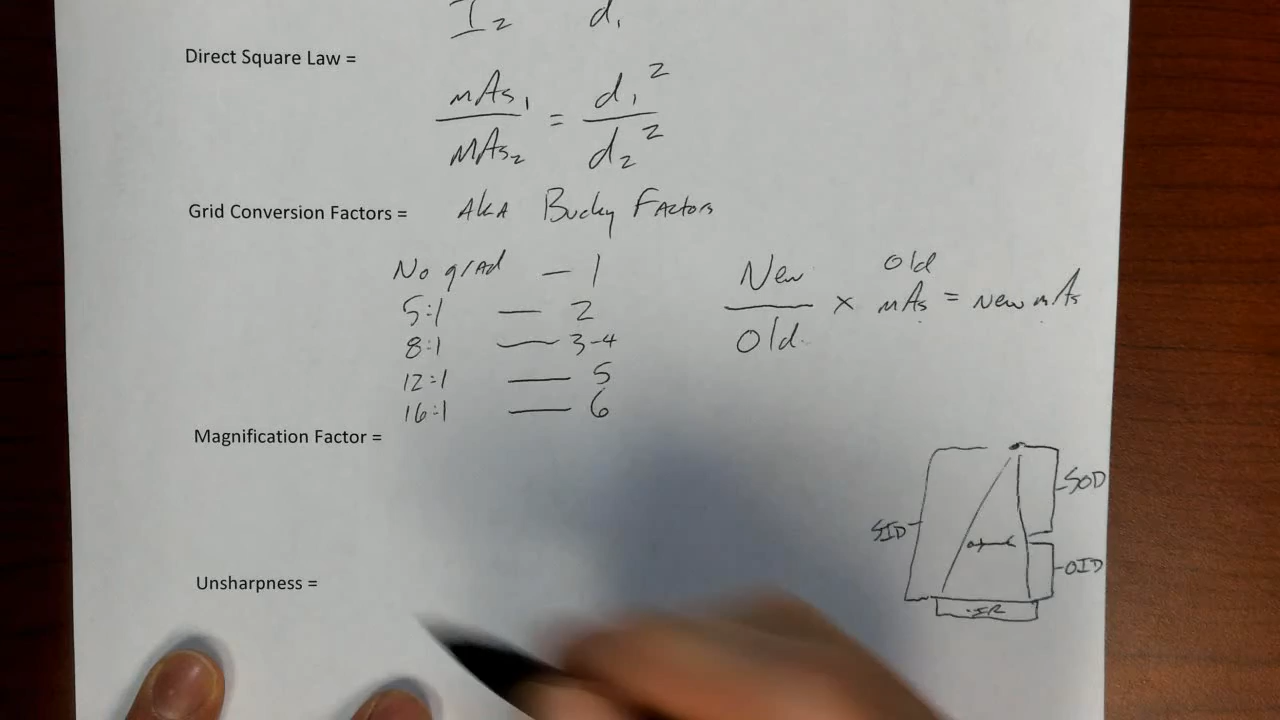 I₂ d₁
Direct Square Law =
mAs₁ / mAs₂ = d₁² / d₂²
Grid Conversion Factors = AKA Bucky Factors
No grad — 1
5:1 — 2
8:1 — 3-4
12:1 — 5
16:1 — 6
New / Old x Old mAs = New mAs
Magnification Factor =
SOD
SID
OID
IR
Unsharpness =